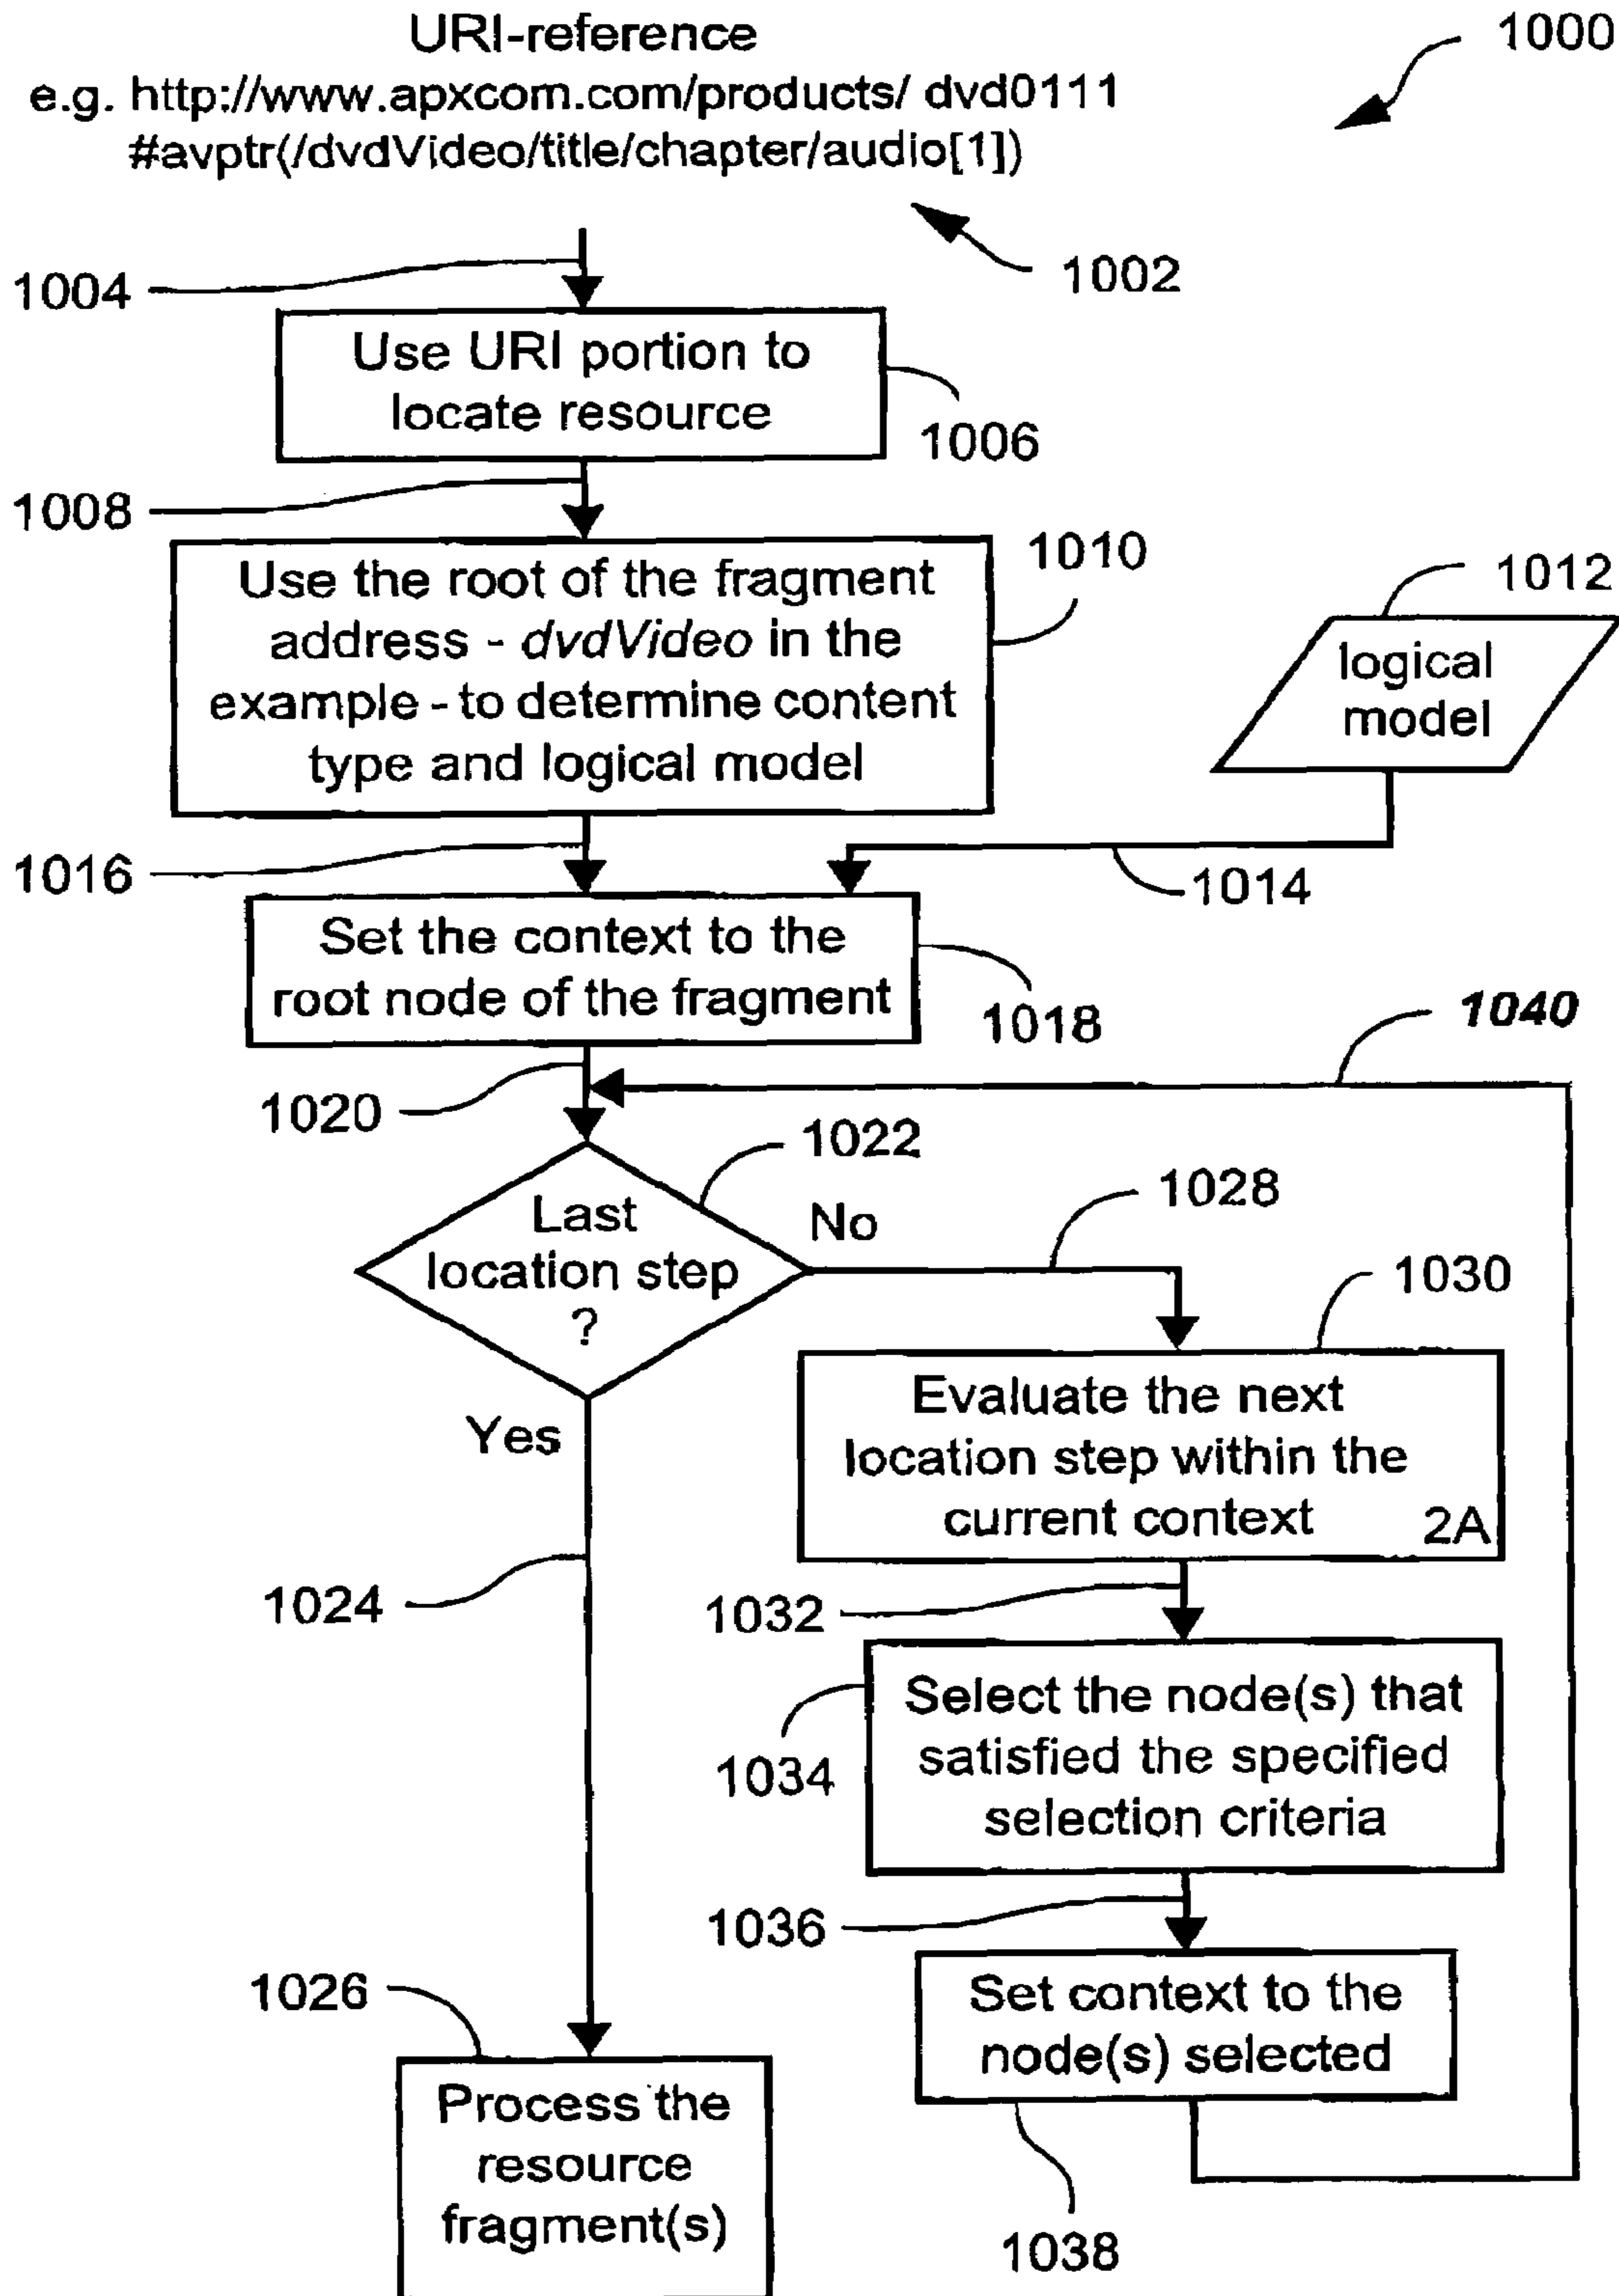 URI-reference
1000
e.g. http://www.apxcom.com/products/ dvd0111
#avptr(/dvdVideo/title/chapter/audio[1])
1002
1004
Use URI portion to
locate resource
1006
1008
1010
Use the root of the fragment
address - dvdVideo in the
example - to determine content
type and logical model
1012
logical
model
1016
1014
Set the context to the
root node of the fragment
1018
1040
1020
1022
Last
location step
?
No
1028
1030
Yes
Evaluate the next
location step within the
current context
2A
1024
1032
Select the node(s) that
satisfied the specified
selection criteria
1034
1036
1026
Set context to the
node(s) selected
Process the
resource
fragment(s)
1038